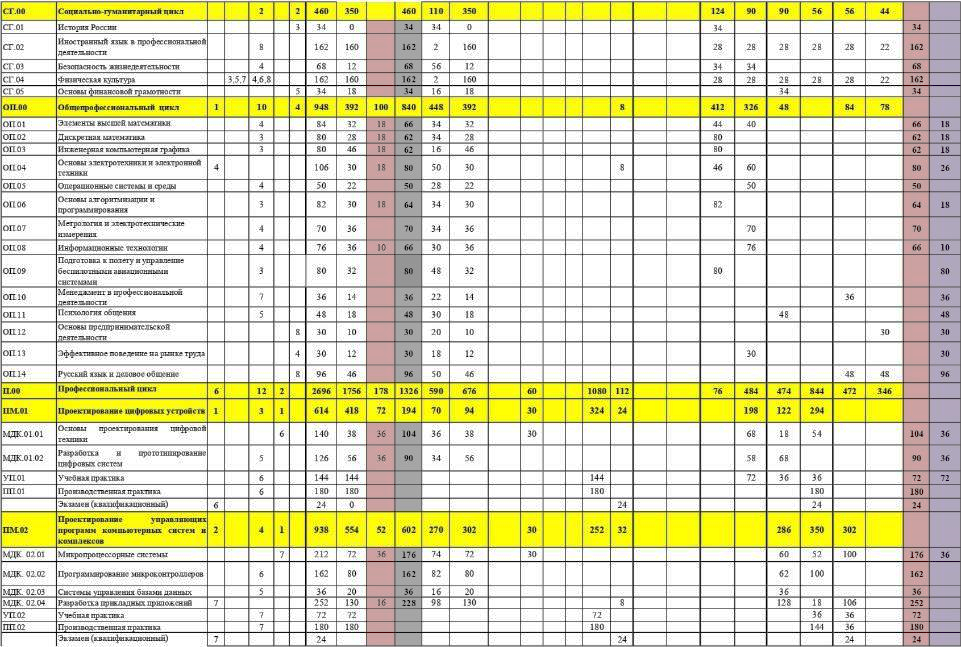 СГ.00 Социально-гуманитарный цикл 2 2 460 350 460 110 350 124 90 90 56 56 44
СГ.01 История России 3 34 0 34 34 0 34 34
СГ.02 Иностранный язык в профессиональной деятельности 8 162 160 162 2 160 28 28 28 28 28 22 162
СГ.03 Безопасность жизнедеятельности 4 68 12 68 56 12 34 34 68
СГ.04 Физическая культура 3,5,7 4,6,8 162 160 162 2 160 28 28 28 28 28 22 162
СГ.05 Основы финансовой грамотности 5 34 18 34 16 18 34 34
ОП.00 Общепрофессиональный цикл 1 10 4 948 392 100 840 448 392 8 412 326 48 84 78
ОП.01 Элементы высшей математики 4 84 32 18 66 34 32 44 40 66 18
ОП.02 Дискретная математика 3 80 28 18 62 34 28 80 62 18
ОП.03 Инженерная компьютерная графика 3 80 46 18 62 16 46 80 62 18
ОП.04 Основы электротехники и электронной техники 4 106 30 18 80 50 30 8 46 60 80 26
ОП.05 Операционные системы и среды 4 50 22 50 28 22 50 50
ОП.06 Основы алгоритмизации и программирования 3 82 30 18 64 34 30 82 64 18
ОП.07 Метрология и электротехнические измерения 4 70 36 70 34 36 70 70
ОП.08 Информационные технологии 4 76 36 10 66 30 36 76 66 10
ОП.09 Подготовка к полету и управление беспилотными авиационными системами 3 80 32 80 48 32 80 80
ОП.10 Менеджмент в профессиональной деятельности 7 36 14 36 22 14 36 36
ОП.11 Психология общения 5 48 18 48 30 18 48 48
ОП.12 Основы предпринимательской деятельности 8 30 10 30 20 10 30 30
ОП.13 Эффективное поведение на рынке труда 4 30 12 30 18 12 30 30
ОП.14 Русский язык и деловое общение 8 96 46 96 50 46 48 48 96
П.00 Профессиональный цикл 6 12 2 2696 1756 178 1326 590 676 60 1080 112 76 484 474 844 472 346
ПМ.01 Проектирование цифровых устройств 1 3 1 614 418 72 194 70 94 30 324 24 198 122 294
МДК.01.01 Основы проектирования цифровой техники 6 140 38 36 104 36 38 30 68 18 54 104 36
МДК.01.02 Разработка и прототипирование цифровых систем 5 126 56 36 90 34 56 58 68 90 36
УП.01 Учебная практика 6 144 144 144 72 36 36 72 72
ПП.01 Производственная практика 6 180 180 180 180 180
Экзамен (квалификационный) 6 24 0 24 24 24
ПМ.02 Проектирование управляющих программ компьютерных систем и комплексов 2 4 1 938 554 52 602 270 302 30 252 32 286 350 302
МДК. 02.01 Микропроцессорные системы 7 212 72 36 176 74 72 30 60 52 100 176 36
МДК. 02.02 Программирование микроконтроллеров 6 162 80 162 82 80 62 100 162
МДК. 02.03 Системы управления базами данных 5 36 20 36 16 20 36 36
МДК. 02.04 Разработка прикладных приложений 7 252 130 16 228 98 130 8 128 18 106 252
УП.02 Учебная практика 7 72 72 72 36 36 72
ПП.02 Производственная практика 7 180 180 180 144 36 180
Экзамен (квалификационный) 7 24 24 24 24